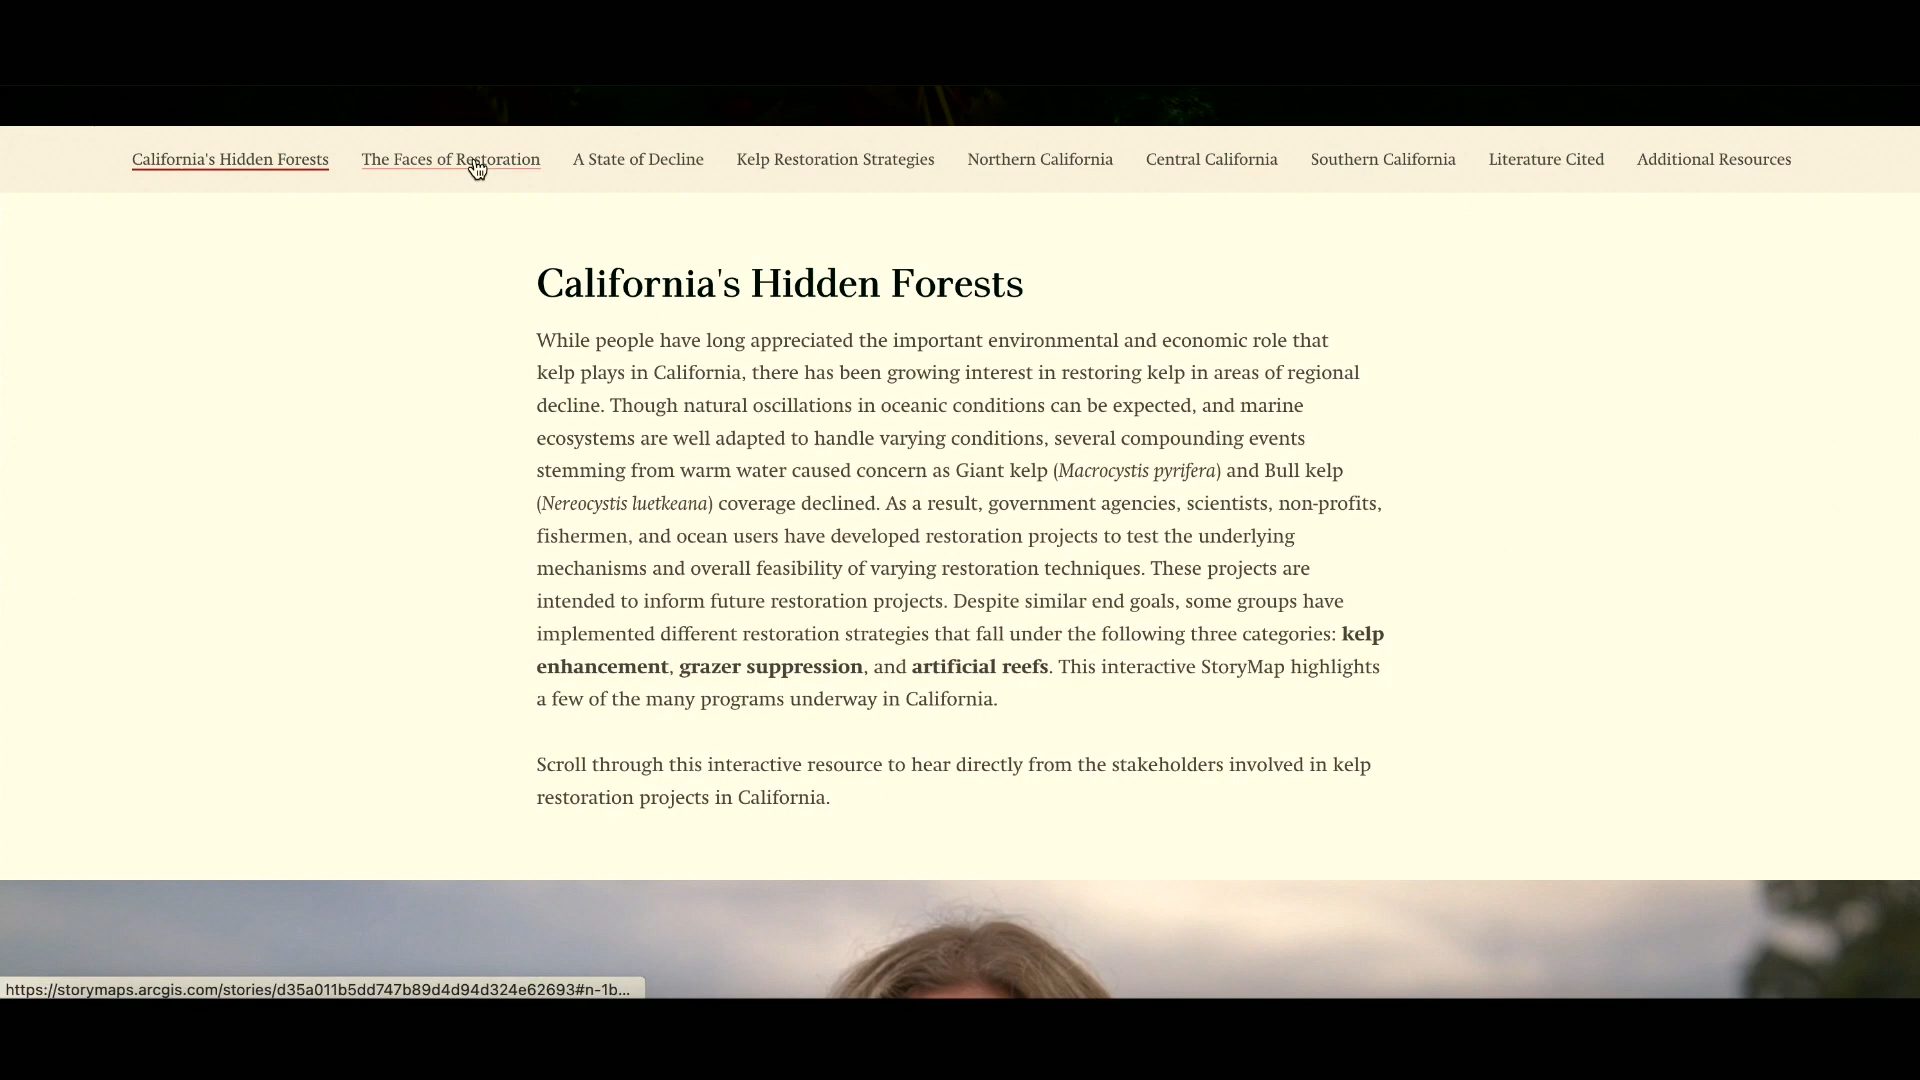 California's Hidden Forests The Faces of Restoration A State of Decline Kelp Restoration Strategies Northern California Central California Southern California Literature Cited Additional Resources
California's Hidden Forests
While people have long appreciated the important environmental and economic role that
kelp plays in California, there has been growing interest in restoring kelp in areas of regional
decline. Though natural oscillations in oceanic conditions can be expected, and marine
ecosystems are well adapted to handle varying conditions, several compounding events
stemming from warm water caused concern as Giant kelp (Macrocystis pyrifera) and Bull kelp
(Nereocystis luetkeana) coverage declined. As a result, government agencies, scientists, non-profits,
fishermen, and ocean users have developed restoration projects to test the underlying
mechanisms and overall feasibility of varying restoration techniques. These projects are
intended to inform future restoration projects. Despite similar end goals, some groups have
implemented different restoration strategies that fall under the following three categories: kelp
enhancement, grazer suppression, and artificial reefs. This interactive StoryMap highlights
a few of the many programs underway in California.
Scroll through this interactive resource to hear directly from the stakeholders involved in kelp
restoration projects in California.
https://storymaps.arcgis.com/stories/d35a011b5dd747b89d4d94d324e62693#n-1b...